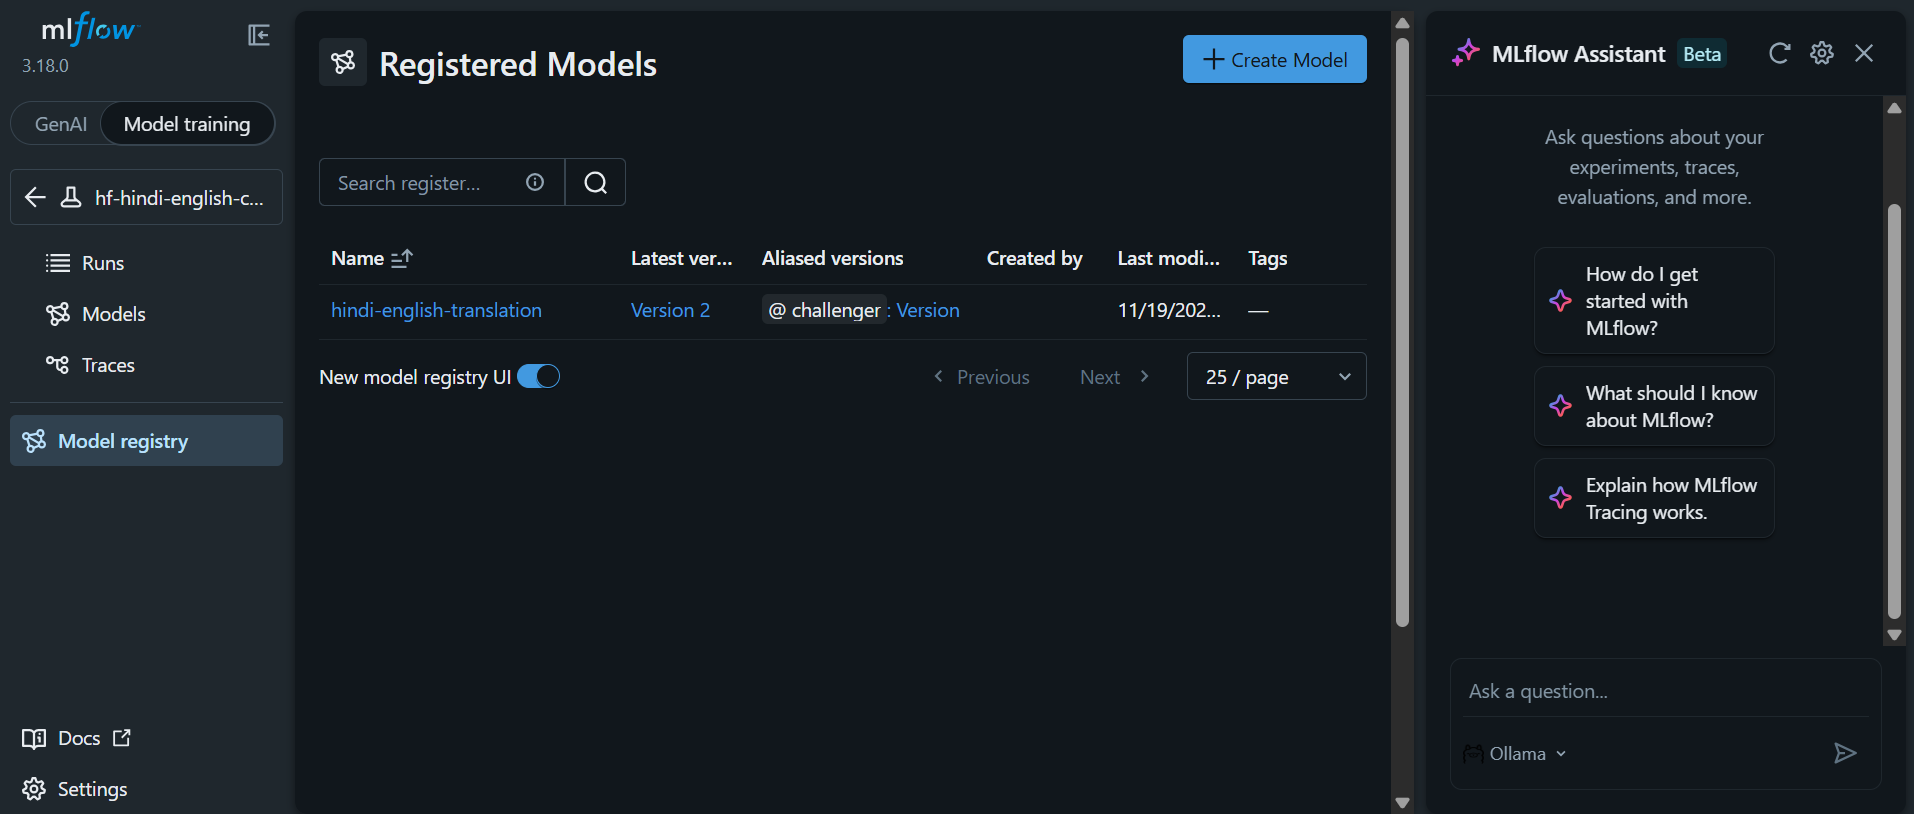 mlflow
3.18.0
GenAI
Model training
hf-hindi-english-c...
Runs
Models
Traces
Model registry
Docs
Settings
Registered Models
Create Model
Search register...
Name
Latest ver...
Aliased versions
Created by
Last modi...
Tags
hindi-english-translation
Version 2
@ challenger : Version
11/19/202...
—
New model registry UI
Previous
Next
25 / page
MLflow Assistant
Beta
Ask questions about your
experiments, traces,
evaluations, and more.
How do I get
started with
MLflow?
What should I know
about MLflow?
Explain how MLflow
Tracing works.
Ask a question...
Ollama